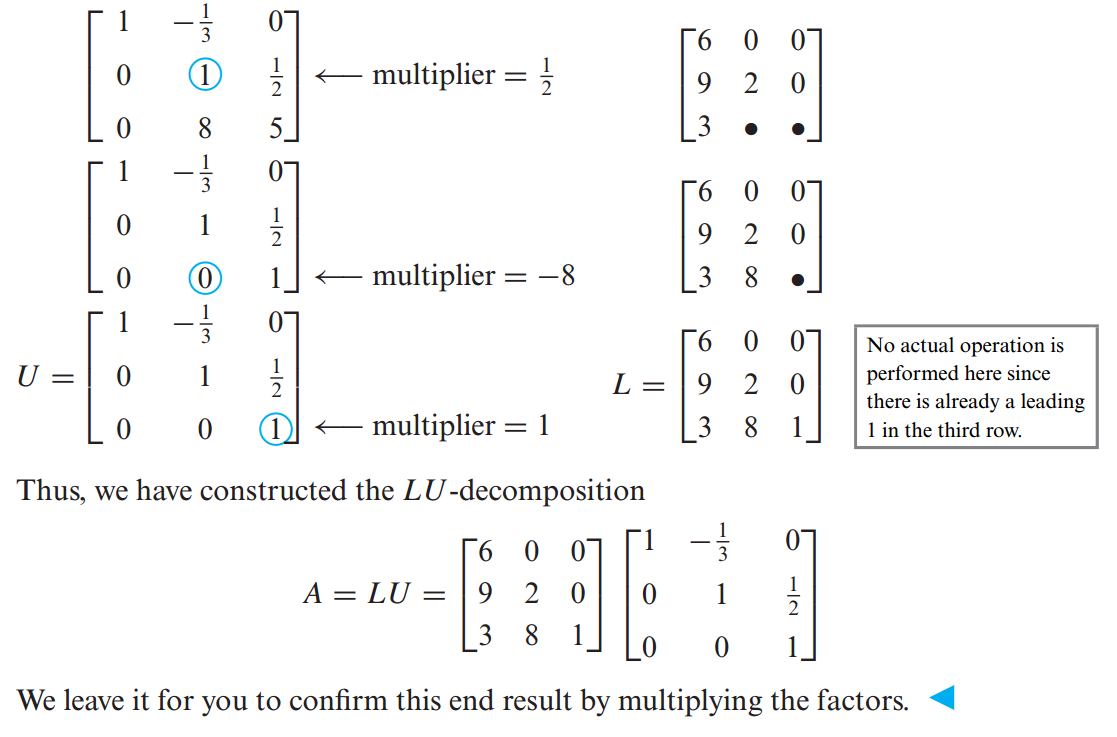 1 −1/3 0
0 1 1/2 ← multiplier = 1/2
0 8 5
6 0 0
9 2 0
3 • •
1 −1/3 0
0 1 1/2
0 0 1 ← multiplier = −8
6 0 0
9 2 0
3 8 •
1 −1/3 0
U = 0 1 1/2
0 0 1 ← multiplier = 1
6 0 0
L = 9 2 0
3 8 1
No actual operation is
performed here since
there is already a leading
1 in the third row.
Thus, we have constructed the LU-decomposition
6 0 0 1 −1/3 0
A = LU = 9 2 0 0 1 1/2
3 8 1 0 0 1
We leave it for you to confirm this end result by multiplying the factors.